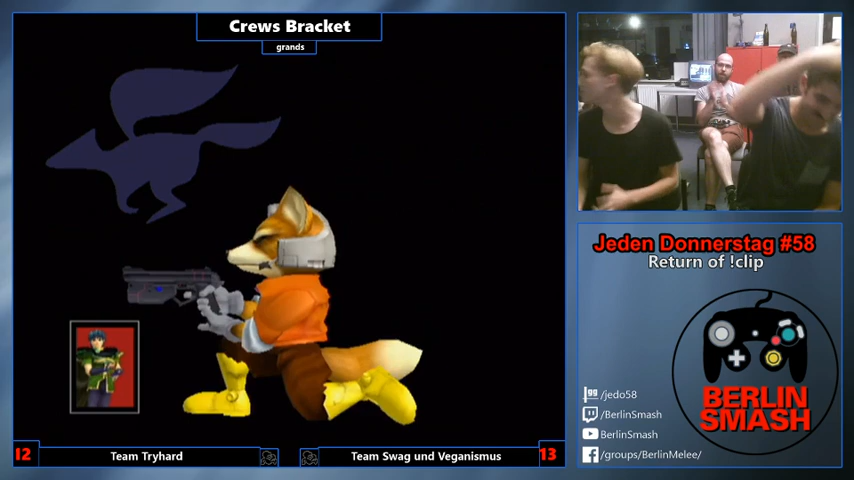 Crews Bracket
grands
Jeden Donnerstag #58
Return of !clip
/jedo58
/BerlinSmash
BerlinSmash
/groups/BerlinMelee/
BERLIN
SMASH
12
Team Tryhard
Team Swag und Veganismus
13